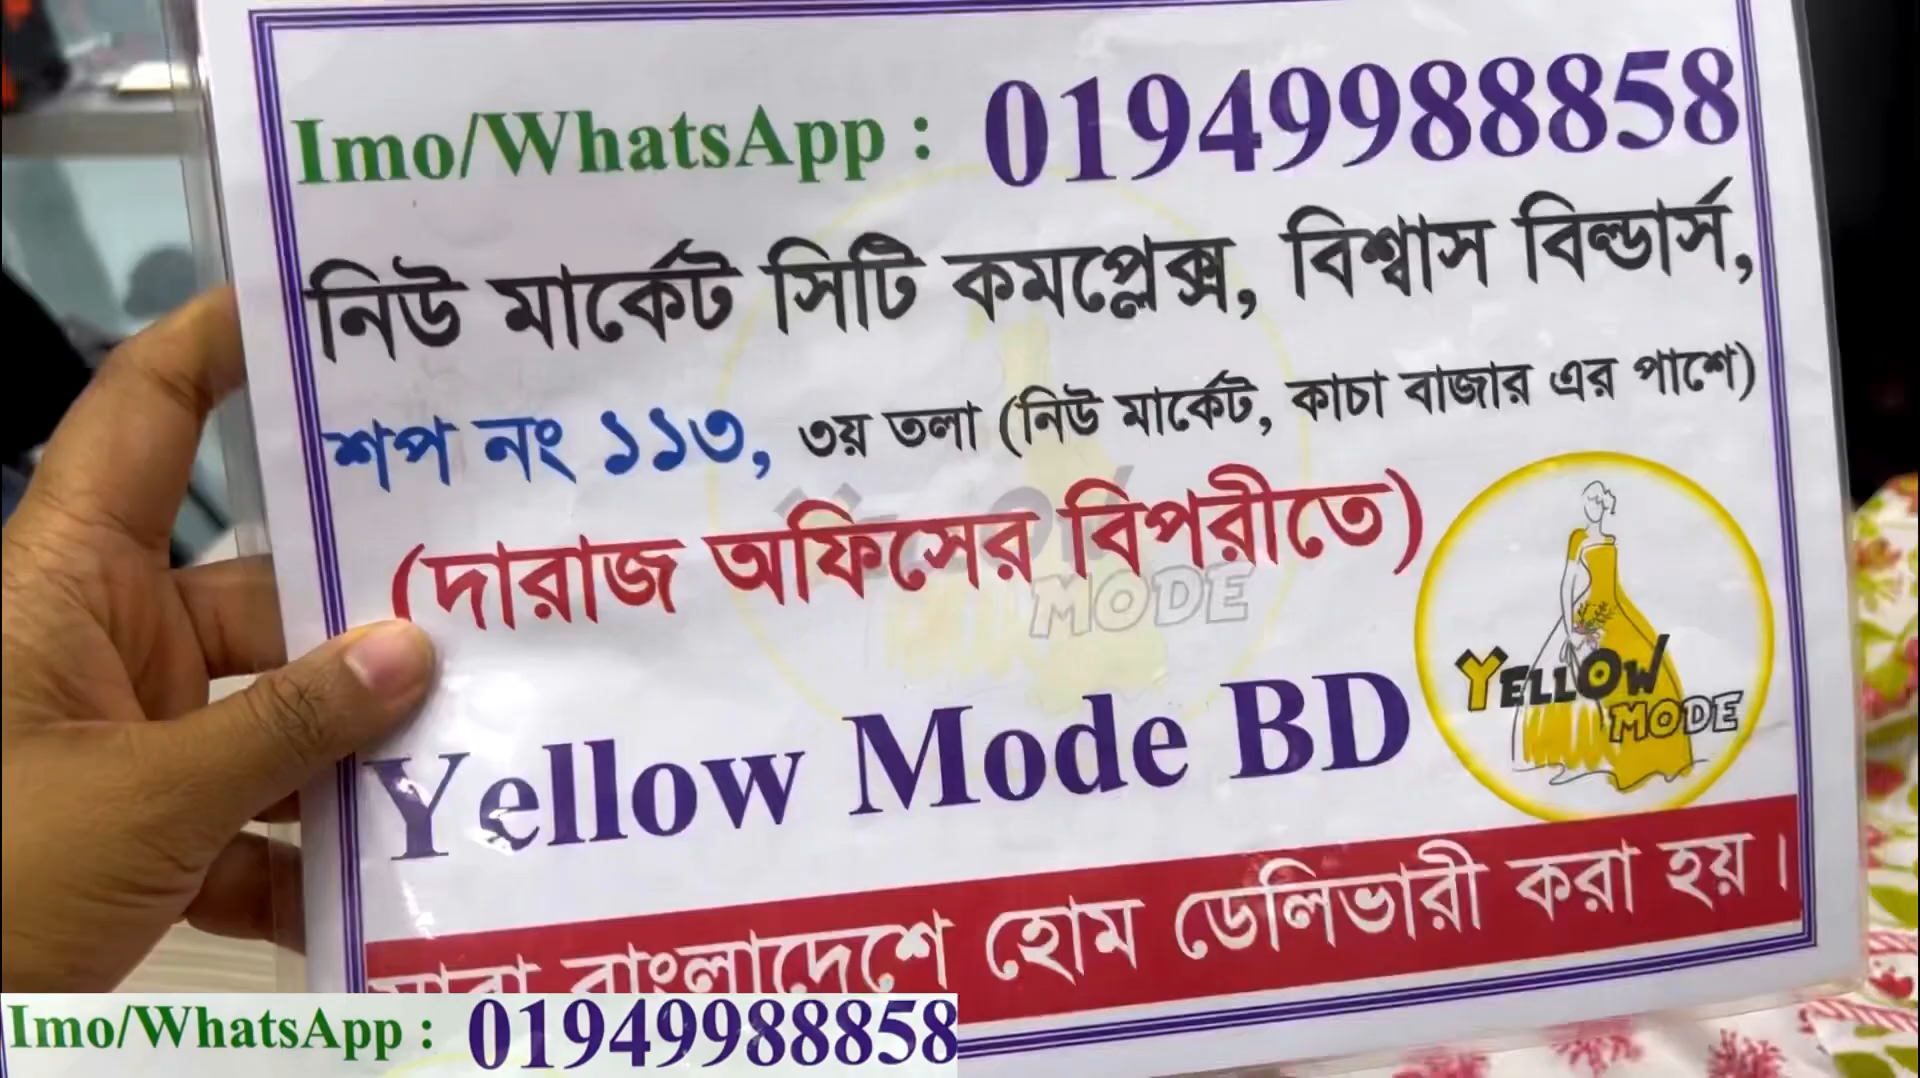 Imo/WhatsApp : 01949988858
নিউ মার্কেট সিটি কমপ্লেক্স, বিশ্বাস বিল্ডার্স,
শপ নং ১১৩, ৩য় তলা (নিউ মার্কেট, কাচা বাজার এর পাশে)
(দারাজ অফিসের বিপরীতে)
YELLOW
MODE
Yellow Mode BD
সারা বাংলাদেশে হোম ডেলিভারী করা হয়।
Imo/WhatsApp : 01949988858